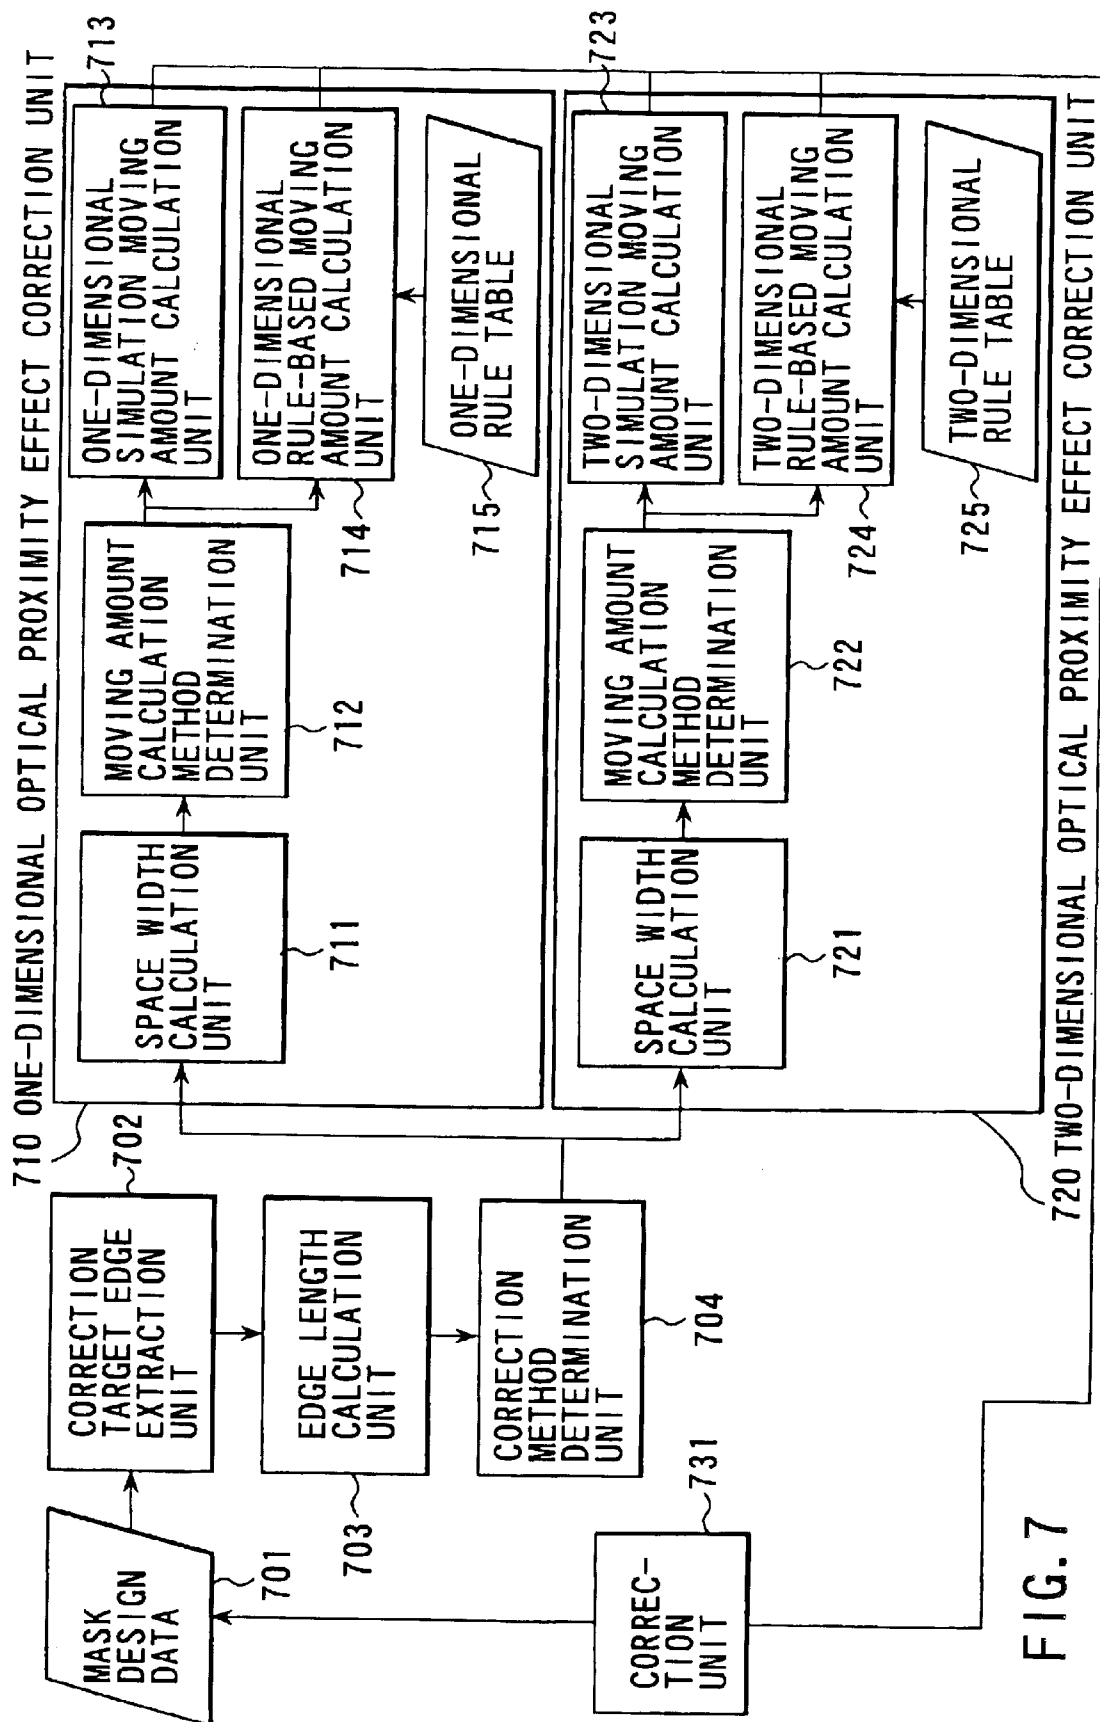 710 ONE-DIMENSIONAL OPTICAL PROXIMITY EFFECT CORRECTION UNIT
MASK
DESIGN
DATA
701
CORRECTION
TARGET EDGE
EXTRACTION
UNIT
702
EDGE LENGTH
CALCULATION
UNIT
703
CORRECTION
METHOD
DETERMINATION
UNIT
704
SPACE WIDTH
CALCULATION
UNIT
711
MOVING AMOUNT
CALCULATION
METHOD
DETERMINATION
UNIT
712
ONE-DIMENSIONAL
SIMULATION MOVING
AMOUNT CALCULATION
UNIT
713
ONE-DIMENSIONAL
RULE-BASED MOVING
AMOUNT CALCULATION
UNIT
714
ONE-DIMENSIONAL
RULE TABLE
715
SPACE WIDTH
CALCULATION
UNIT
721
MOVING AMOUNT
CALCULATION
METHOD
DETERMINATION
UNIT
722
TWO-DIMENSIONAL
SIMULATION MOVING
AMOUNT CALCULATION
UNIT
723
TWO-DIMENSIONAL
RULE-BASED MOVING
AMOUNT CALCULATION
UNIT
724
TWO-DIMENSIONAL
RULE TABLE
725
720 TWO-DIMENSIONAL OPTICAL PROXIMITY EFFECT CORRECTION UNIT
CORREC-
TION
UNIT
731
FIG. 7